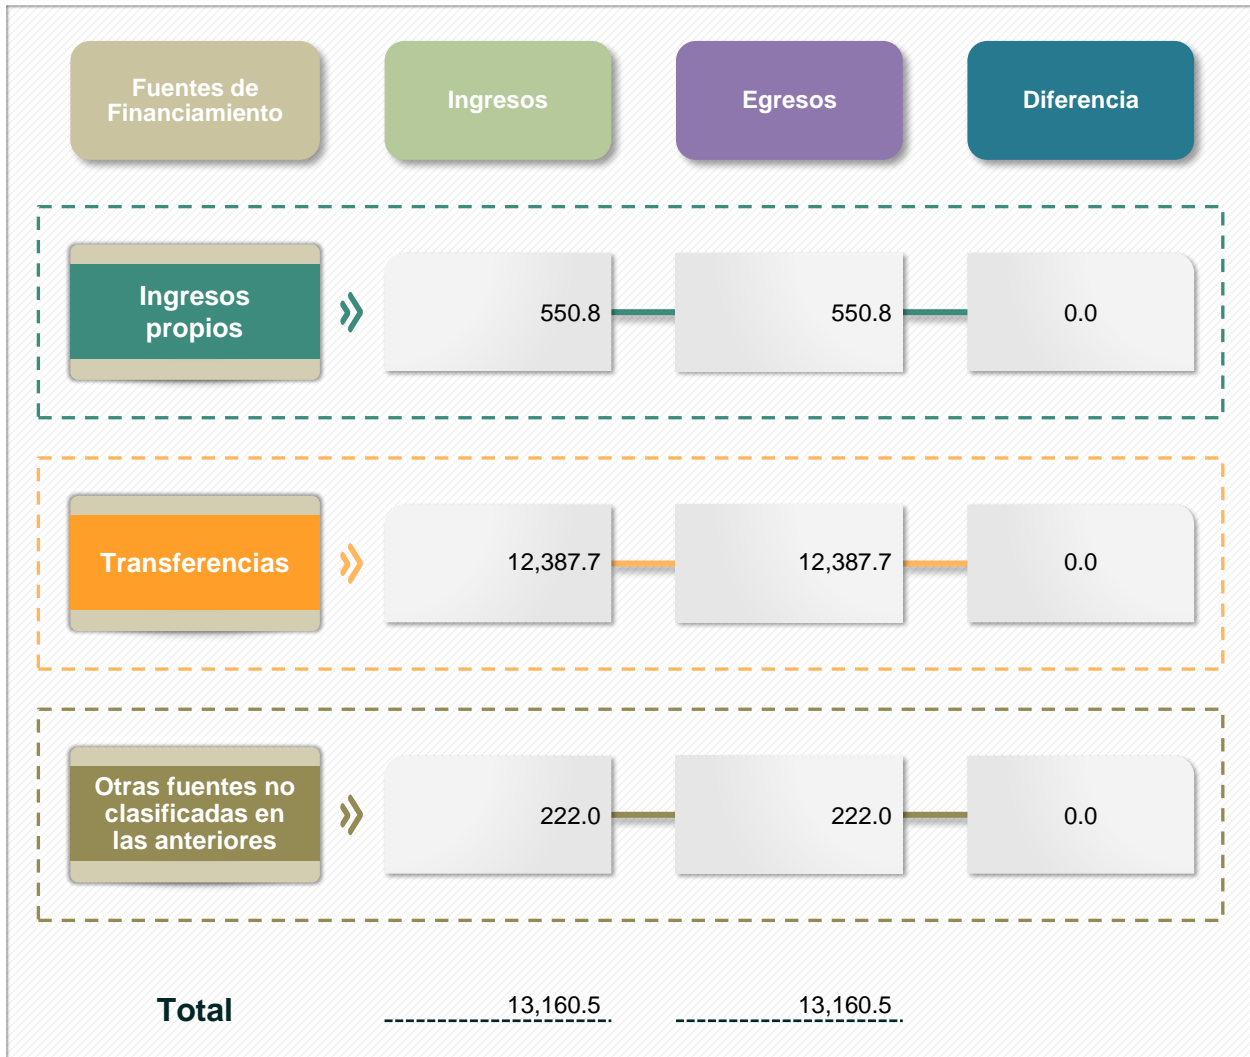 Fuentes de
Financiamiento
Ingresos
Egresos
Diferencia
Ingresos
propios
550.8
550.8
0.0
Transferencias
12,387.7
12,387.7
0.0
Otras fuentes no
clasificadas en
las anteriores
222.0
222.0
0.0
Total
13,160.5
13,160.5